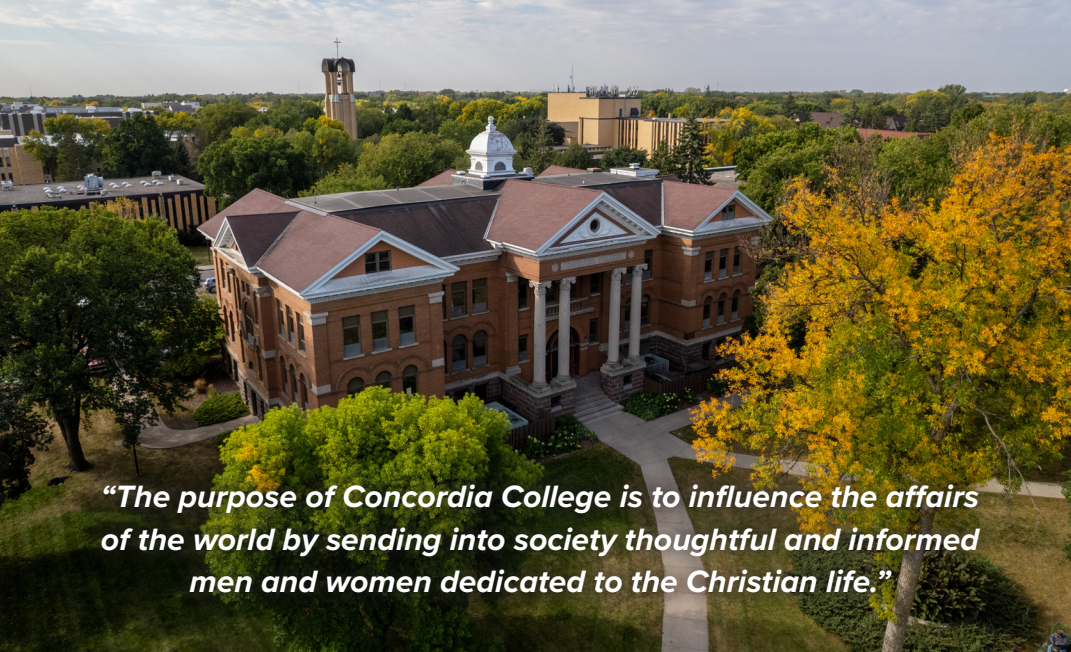 “The purpose of Concordia College is to influence the affairs
of the world by sending into society thoughtful and informed
men and women dedicated to the Christian life.”